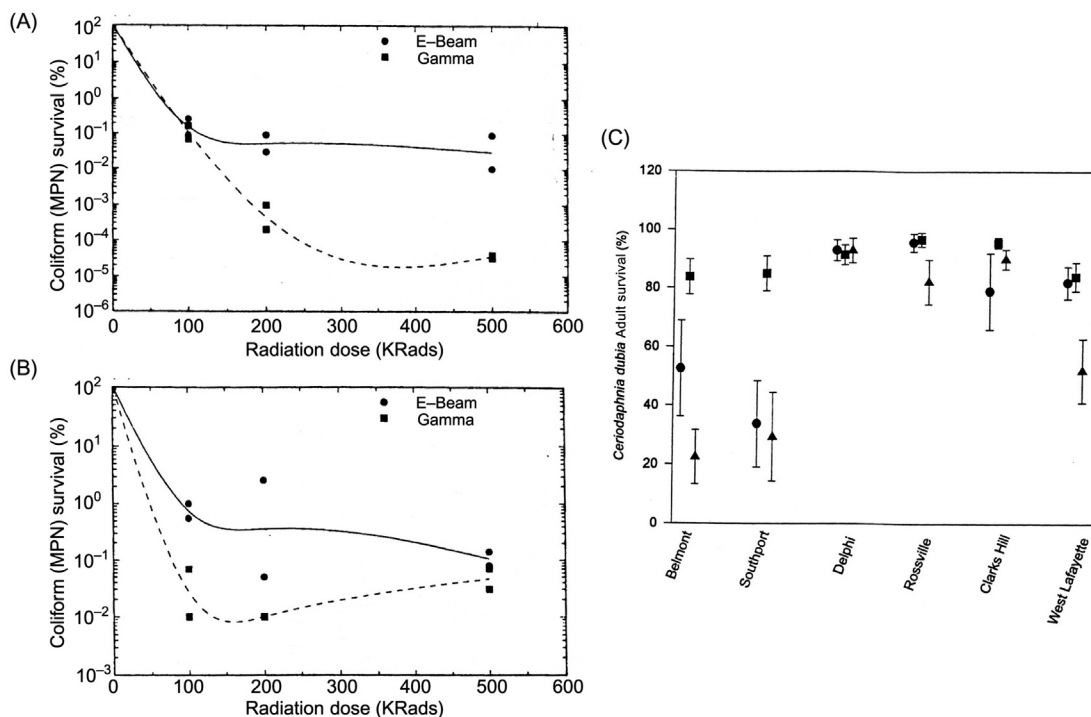 (A)
Coliform (MPN) survival (%)
10²
10¹
10⁰
10⁻¹
10⁻²
10⁻³
10⁻⁴
10⁻⁵
10⁻⁶
E–Beam
Gamma
0 100 200 300 400 500 600
Radiation dose (KRads)
(B)
Coliform (MPN) survival (%)
10²
10¹
10⁰
10⁻¹
10⁻²
10⁻³
E–Beam
Gamma
0 100 200 300 400 500 600
Radiation dose (KRads)
(C)
Ceriodaphnia dubia Adult survival (%)
120
100
80
60
40
20
0
Belmont
Southport
Delphi
Rossville
Clarks Hill
West Lafayette